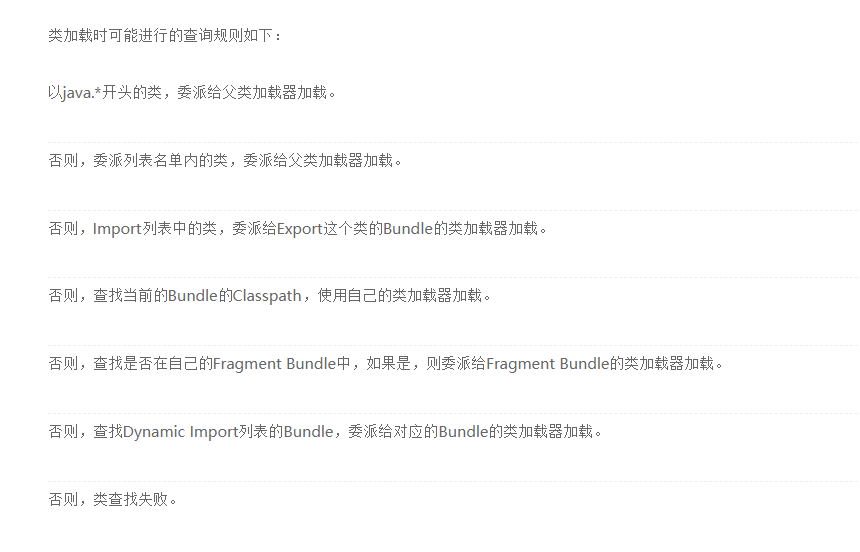 类加载时可能进行的查询规则如下：
以java.*开头的类，委派给父类加载器加载。
否则，委派列表名单内的类，委派给父类加载器加载。
否则，Import列表中的类，委派给Export这个类的Bundle的类加载器加载。
否则，查找当前的Bundle的Classpath，使用自己的类加载器加载。
否则，查找是否在自己的Fragment Bundle中，如果是，则委派给Fragment Bundle的类加载器加载。
否则，查找Dynamic Import列表的Bundle，委派给对应的Bundle的类加载器加载。
否则，类查找失败。